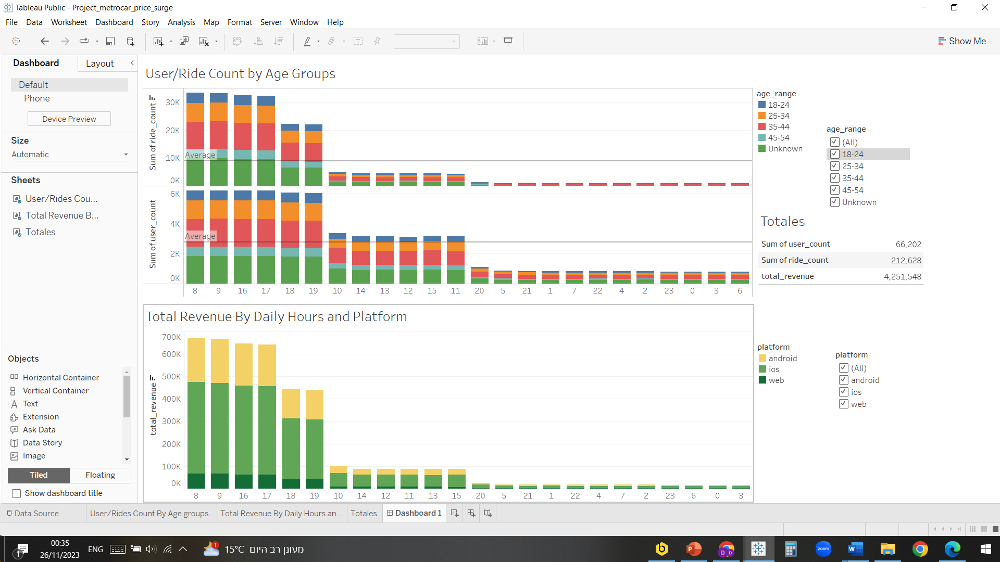 Tableau Public - Project_metrocar_price_surge
File Data Worksheet Dashboard Story Analysis Map Format Server Window Help
Show Me
Dashboard Layout
Default
Phone
Device Preview
Size
Automatic
Sheets
User/Rides Cou...
Total Revenue B...
Totales
Objects
Horizontal Container
Vertical Container
Text
Extension
Ask Data
Data Story
Image
Tiled Floating
Show dashboard title
User/Ride Count by Age Groups
Sum of ride_count
30K
20K
10K
0K
Average
Sum of user_count
6K
4K
2K
0K
Average
8 9 16 17 18 19 10 14 13 12 15 11 20 5 21 1 7 22 4 2 23 0 3 6
age_range
18-24
25-34
35-44
45-54
Unknown
age_range
(All)
18-24
25-34
35-44
45-54
Unknown
Totales
Sum of user_count 66,202
Sum of ride_count 212,628
total_revenue 4,251,548
Total Revenue By Daily Hours and Platform
total_revenue
700K
600K
500K
400K
300K
200K
100K
0K
8 9 16 17 18 19 10 14 12 11 13 15 20 5 21 1 22 4 7 2 23 6 0 3
platform
android
ios
web
platform
(All)
android
ios
web
Data Source User/Rides Count By Age groups Total Revenue By Daily Hours an... Totales Dashboard 1
1
00:35
26/11/2023
ENG
1
15°C מעונן רב היום
P
D D
zoom
W